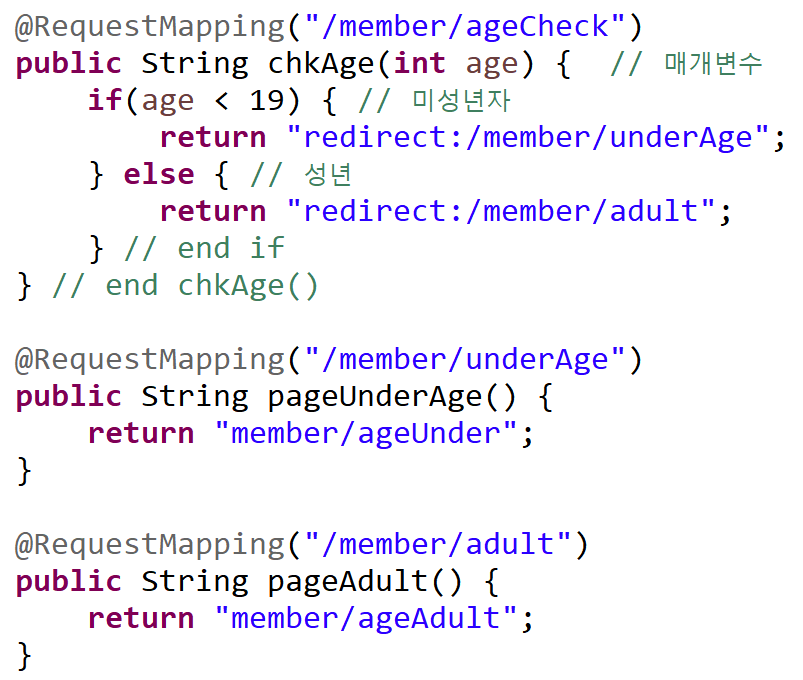 @RequestMapping("/member/ageCheck")
public String chkAge(int age) {  // 매개변수
    if(age < 19) { // 미성년자
        return "redirect:/member/underAge";
    } else { // 성년
        return "redirect:/member/adult";
    } // end if
} // end chkAge()

@RequestMapping("/member/underAge")
public String pageUnderAge() {
    return "member/ageUnder";
}

@RequestMapping("/member/adult")
public String pageAdult() {
    return "member/ageAdult";
}